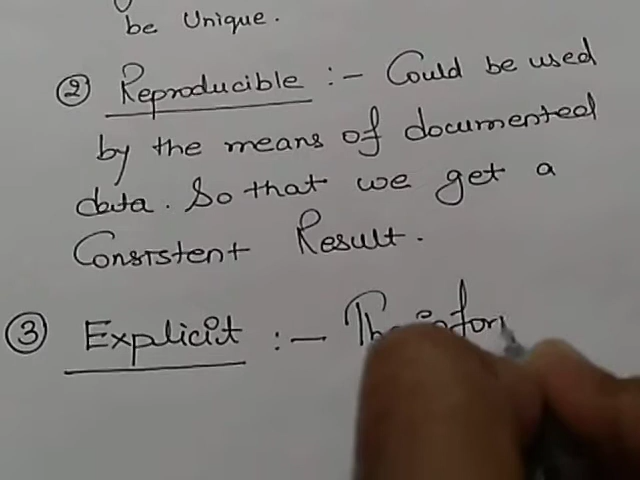 be Unique.
② Reproducible :- Could be used
by the means of documented
data. So that we get a
Consistent Result.
③ Explicit :- The